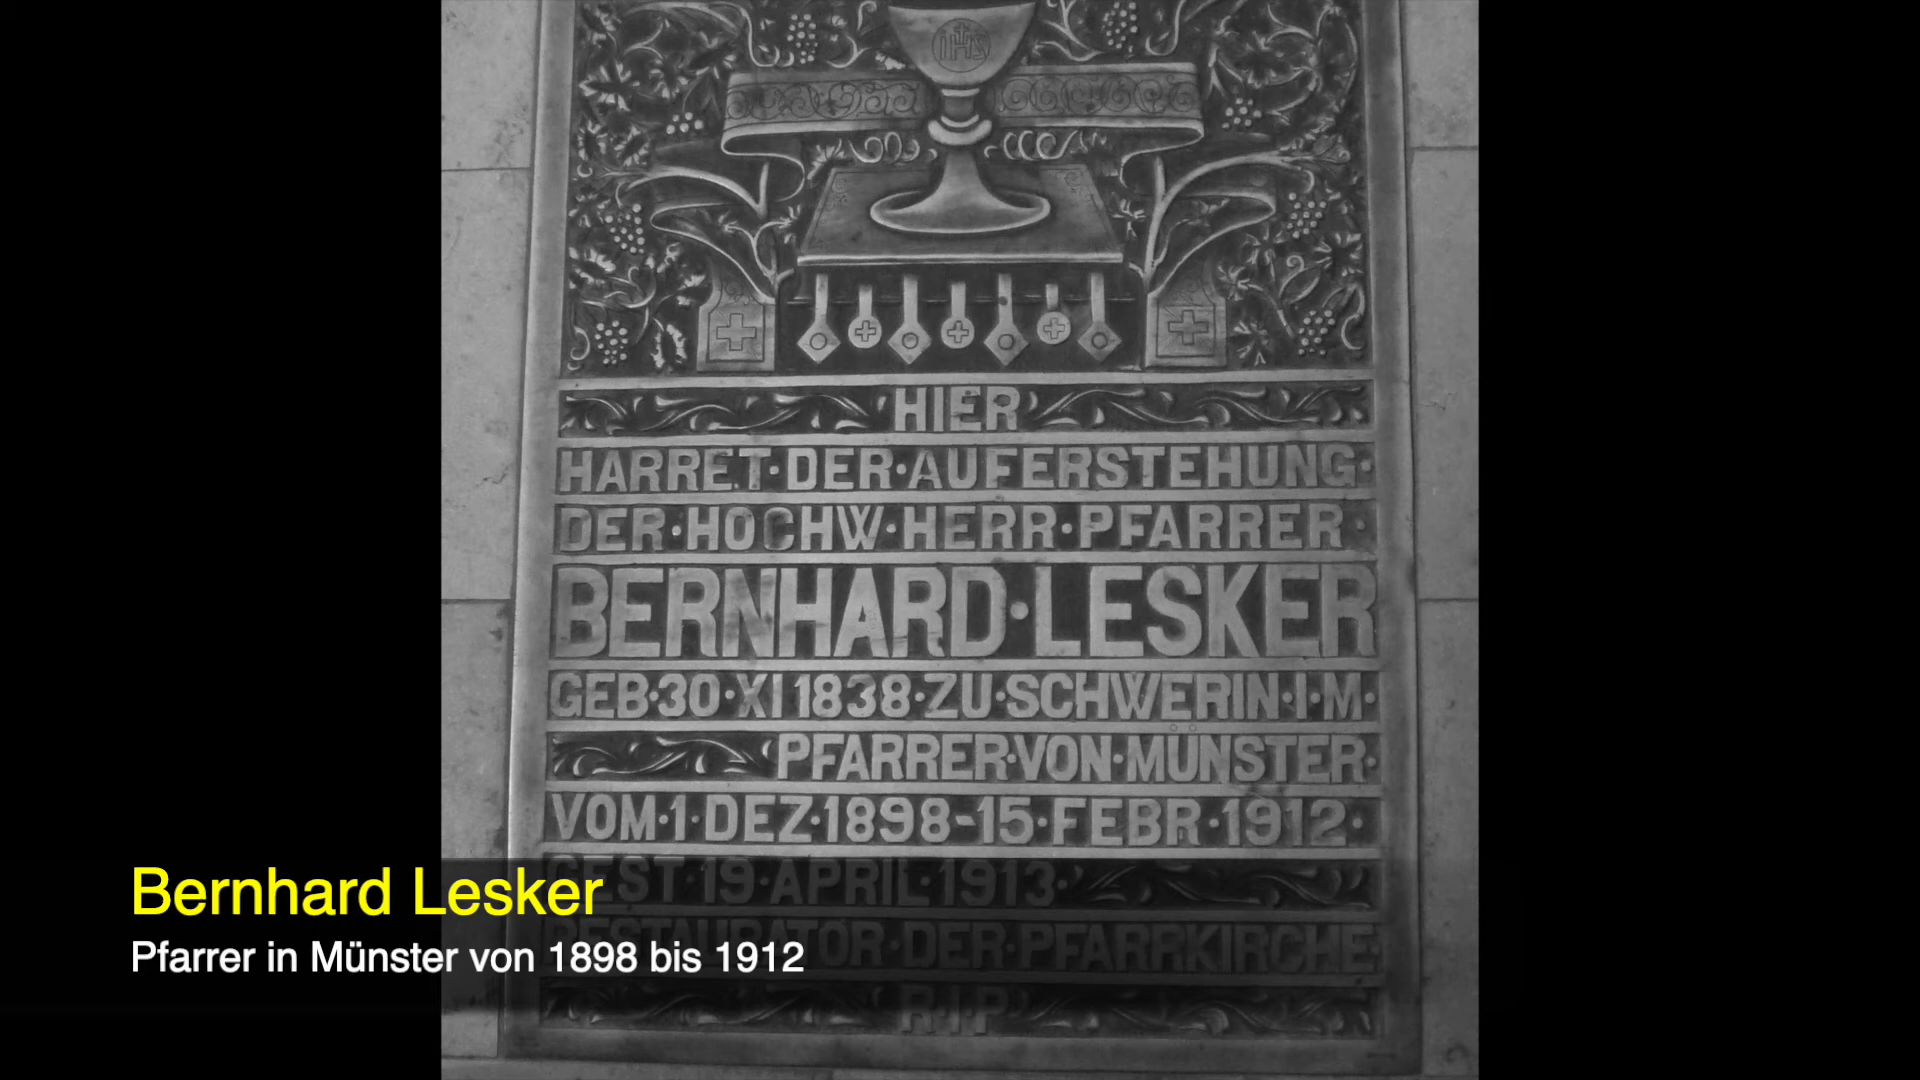 IHS
HIER
HARRET·DER·AUFERSTEHUNG·
DER·HOCHW·HERR·PFARRER·
BERNHARD·LESKER
GEB·30·XI 1838·ZU·SCHWERIN·I·M·
PFARRER·VON·MÜNSTER·
VOM·1·DEZ·1898-15·FEBR·1912·
GEST·19·APRIL·1913·
RESTAURATOR·DER·PFARRKIRCHE
R·I·P
Bernhard Lesker
Pfarrer in Münster von 1898 bis 1912